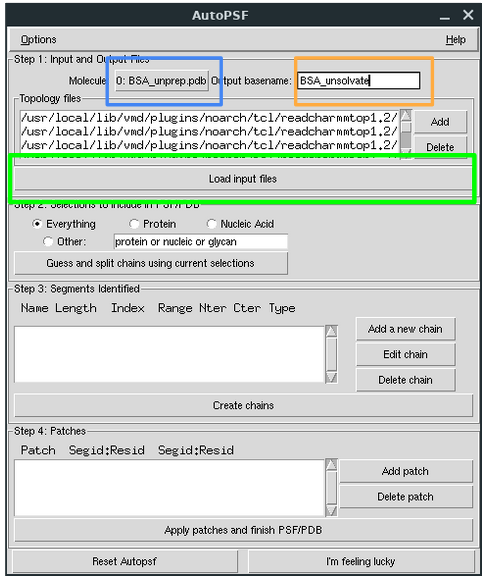 AutoPSF
Options Help
Step 1: Input and Output Files
Molecule: 0: BSA_unprep.pdb Output basename: BSA_unsolvate
Topology files
/usr/local/lib/vmd/plugins/noarch/tcl/readcharmmtop1.2/ Add
/usr/local/lib/vmd/plugins/noarch/tcl/readcharmmtop1.2/
/usr/local/lib/vmd/plugins/noarch/tcl/readcharmmtop1.2/ Delete
Load input files
Step 2: Selections to include in PSF/PDB
Everything Protein Nucleic Acid
Other: protein or nucleic or glycan
Guess and split chains using current selections
Step 3: Segments Identified
Name Length Index Range Nter Cter Type
Add a new chain
Edit chain
Delete chain
Create chains
Step 4: Patches
Patch Segid:Resid Segid:Resid
Add patch
Delete patch
Apply patches and finish PSF/PDB
Reset Autopsf I'm feeling lucky